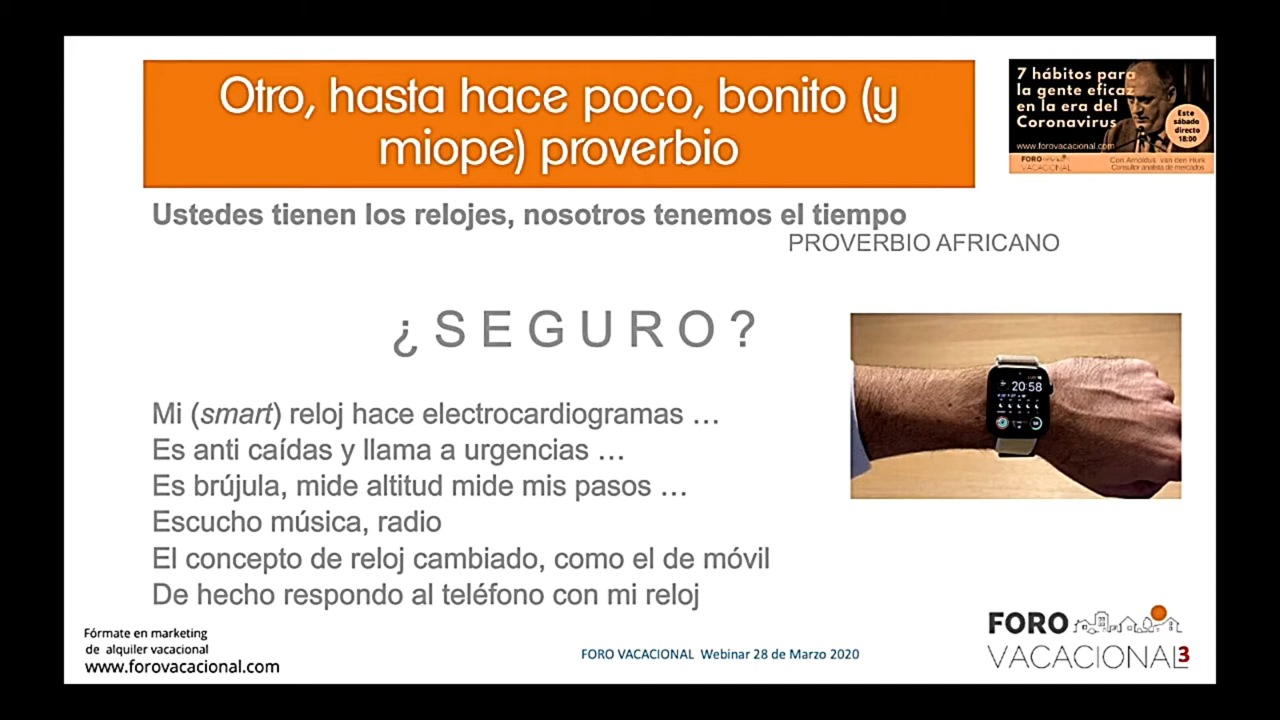 Otro, hasta hace poco, bonito (y
miope) proverbio
7 hábitos para
la gente eficaz
en la era del
Coronavirus
Este
sábado
directo
18:00
www.forovacacional.com
FORO
VACACIONAL
Con Arnoldus van den Hurk
Consultor analista de mercados
Ustedes tienen los relojes, nosotros tenemos el tiempo
PROVERBIO AFRICANO
¿ S E G U R O ?
20:58
Mi (smart) reloj hace electrocardiogramas …
Es anti caídas y llama a urgencias …
Es brújula, mide altitud mide mis pasos …
Escucho música, radio
El concepto de reloj cambiado, como el de móvil
De hecho respondo al teléfono con mi reloj
Fórmate en marketing
de alquiler vacacional
www.forovacacional.com
FORO VACACIONAL Webinar 28 de Marzo 2020
FORO
VACACIONAL3